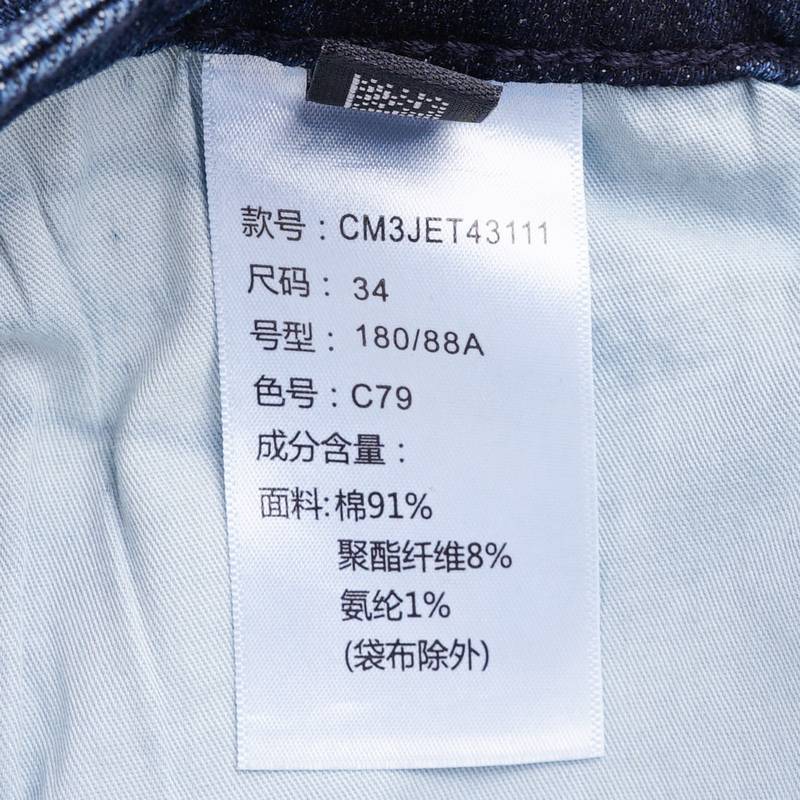 款号：CM3JET43111
尺码：34
号型：180/88A
色号：C79
成分含量：
面料:棉91%
聚酯纤维8%
氨纶1%
(袋布除外)